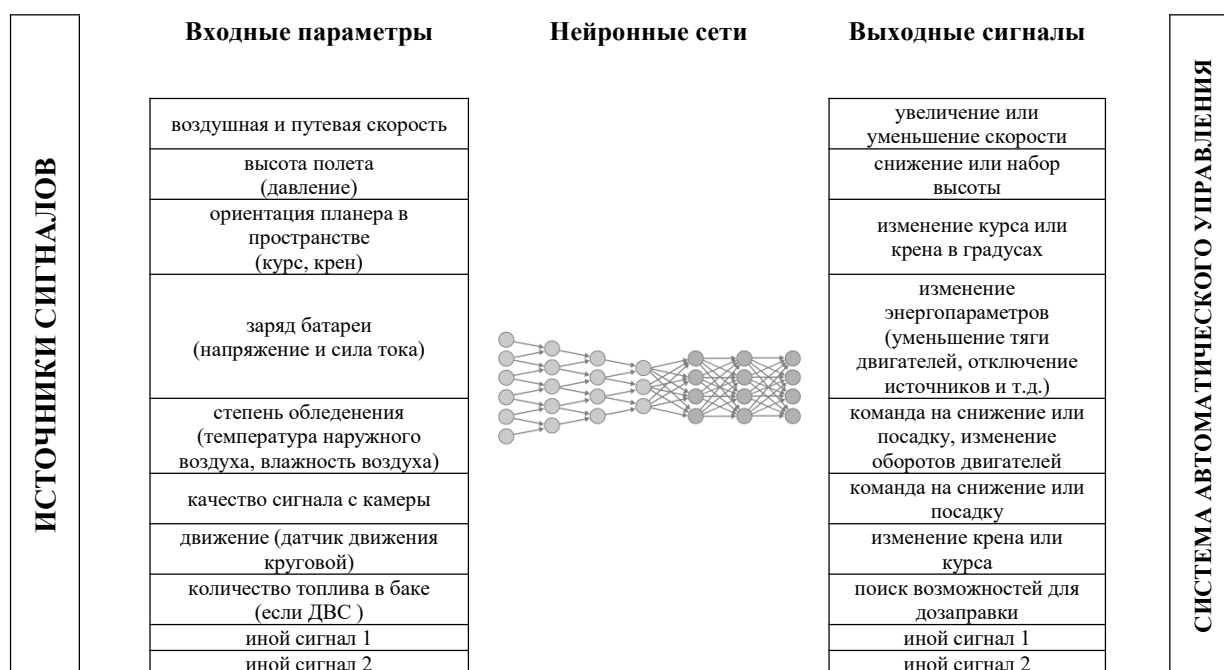 ИСТОЧНИКИ СИГНАЛОВ
Входные параметры
воздушная и путевая скорость
высота полета
(давление)
ориентация планера в
пространстве
(курс, крен)
заряд батареи
(напряжение и сила тока)
степень обледенения
(температура наружного
воздуха, влажность воздуха)
качество сигнала с камеры
движение (датчик движения
круговой)
количество топлива в баке
(если ДВС )
иной сигнал 1
иной сигнал 2
Нейронные сети
Выходные сигналы
увеличение или
уменьшение скорости
снижение или набор
высоты
изменение курса или
крена в градусах
изменение
энергопараметров
(уменьшение тяги
двигателей, отключение
источников и т.д.)
команда на снижение или
посадку, изменение
оборотов двигателей
команда на снижение или
посадку
изменение крена или
курса
поиск возможностей для
дозаправки
иной сигнал 1
иной сигнал 2
СИСТЕМА АВТОМАТИЧЕСКОГО УПРАВЛЕНИЯ